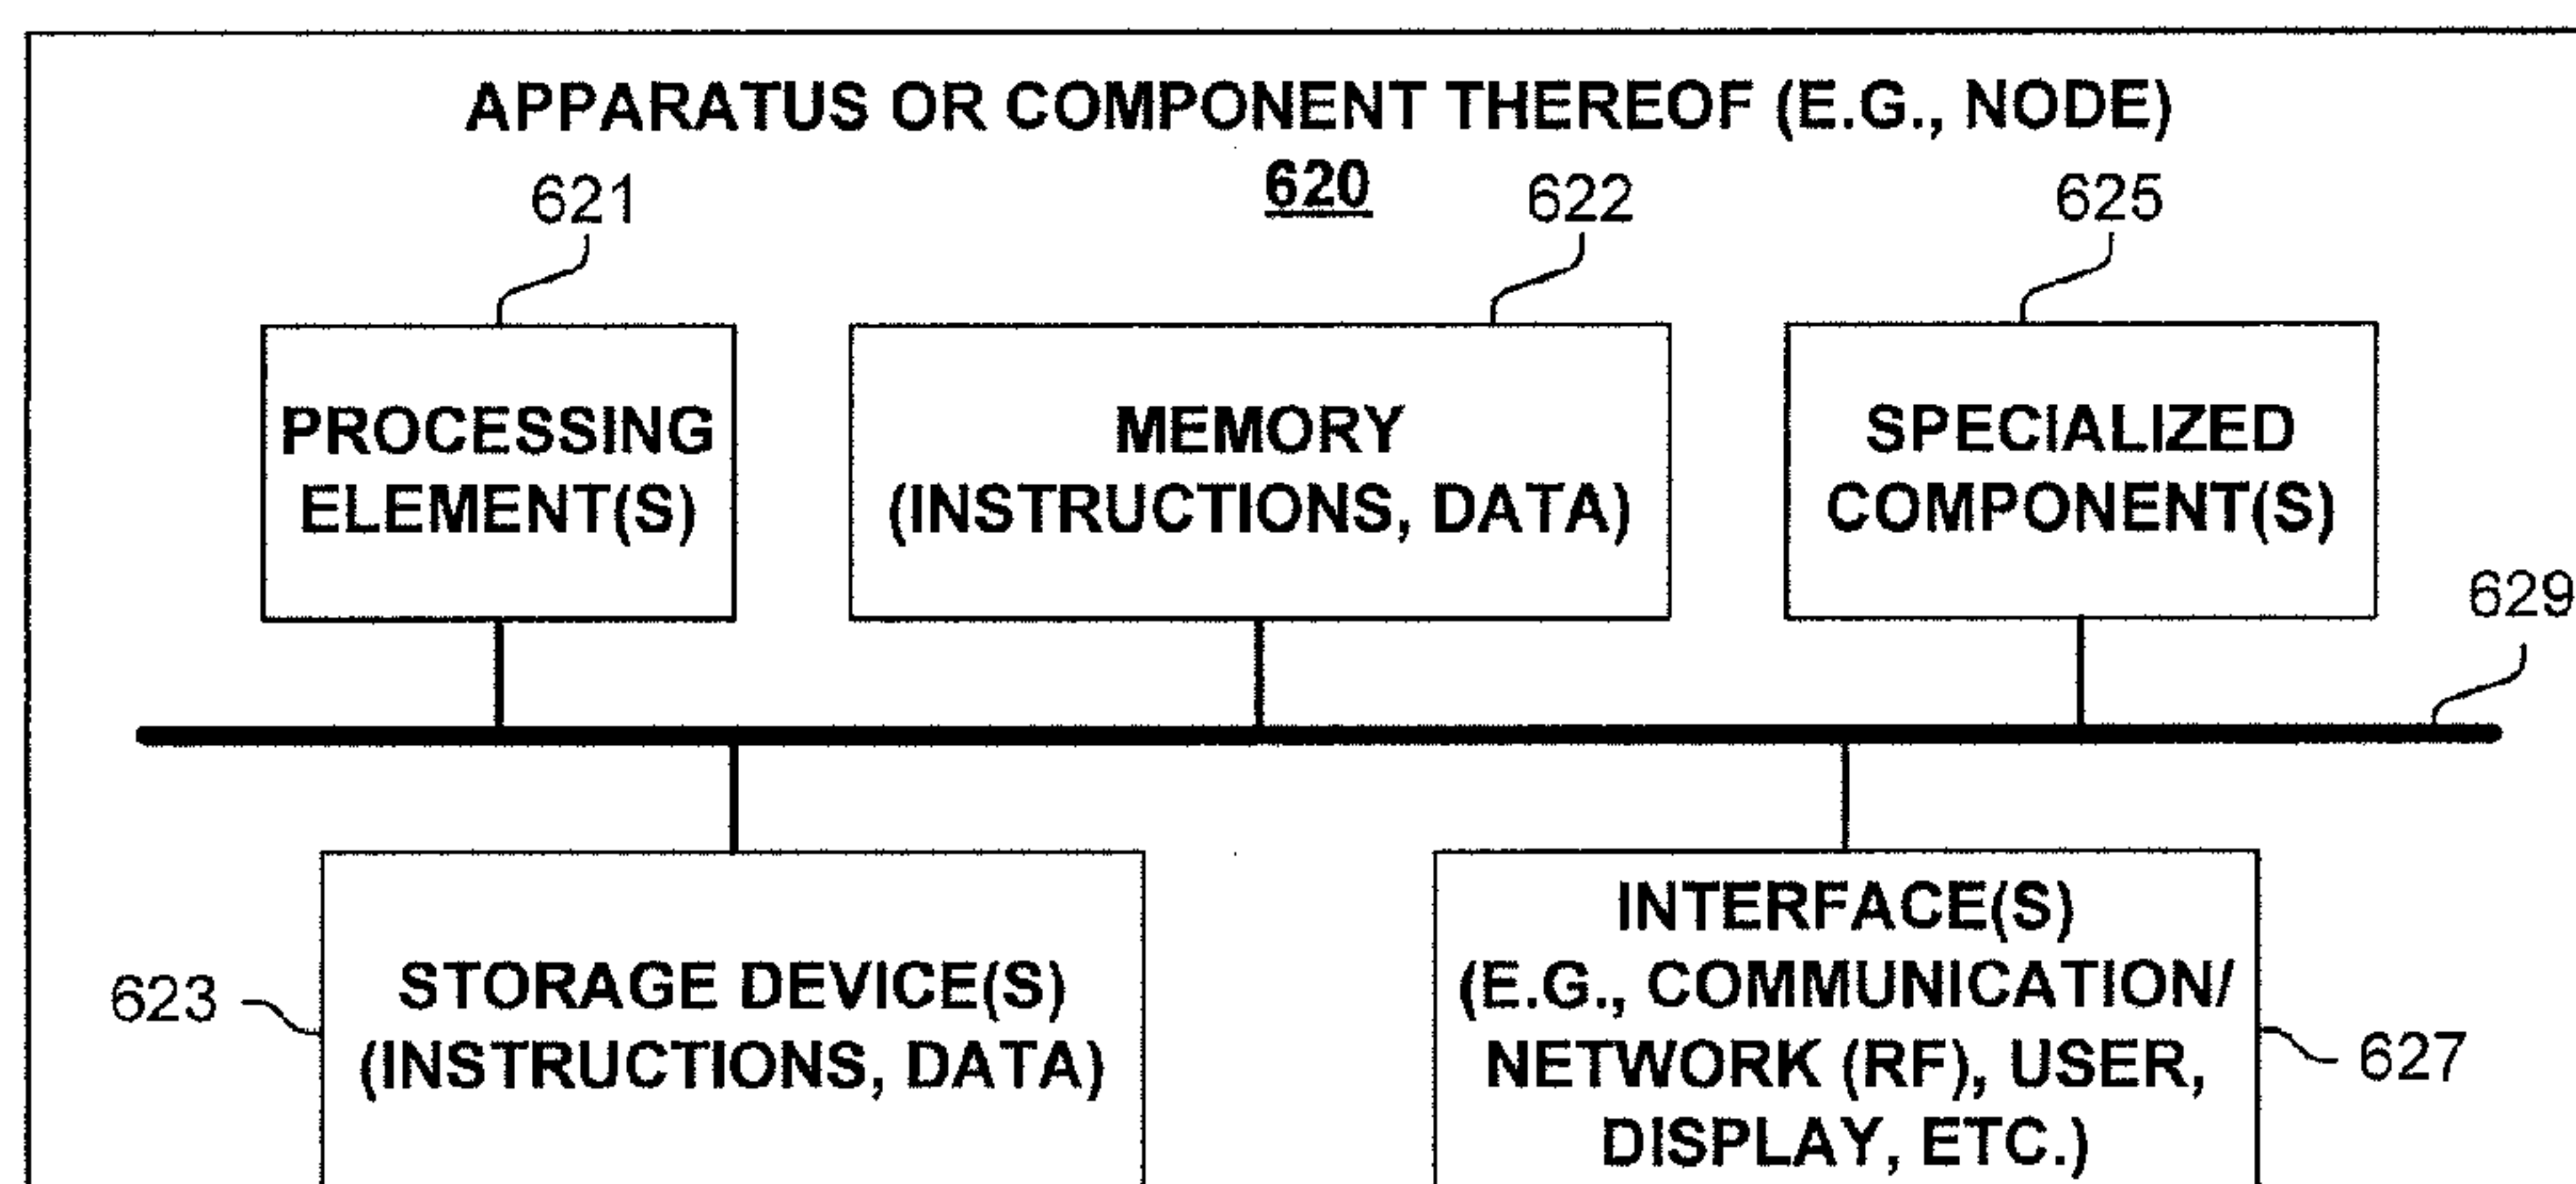 APPARATUS OR COMPONENT THEREOF (E.G., NODE)
620
621
622
625
PROCESSING
ELEMENT(S)
MEMORY
(INSTRUCTIONS, DATA)
SPECIALIZED
COMPONENT(S)
629
623
STORAGE DEVICE(S)
(INSTRUCTIONS, DATA)
INTERFACE(S)
(E.G., COMMUNICATION/
NETWORK (RF), USER,
DISPLAY, ETC.)
627